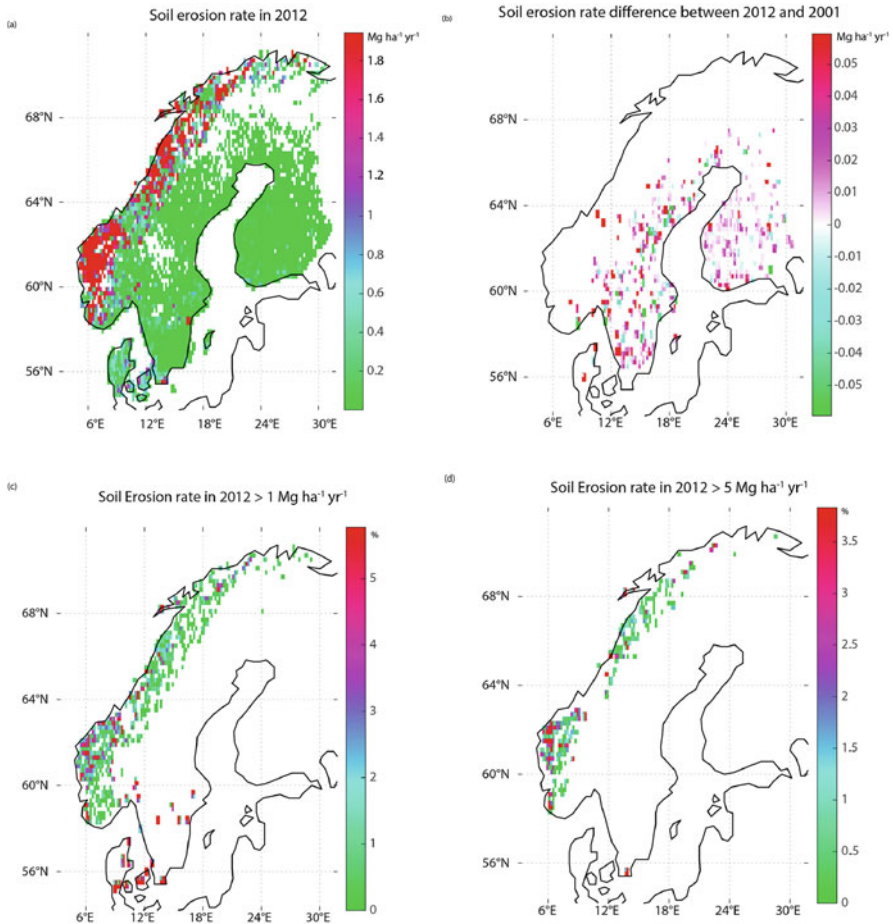 (a)
Soil erosion rate in 2012
Mg ha⁻¹ yr⁻¹
1.8
1.6
1.4
1.2
1
0.8
0.6
0.4
0.2
68°N
64°N
60°N
56°N
6°E 12°E 18°E 24°E 30°E
(b)
Soil erosion rate difference between 2012 and 2001
Mg ha⁻¹ yr⁻¹
0.05
0.04
0.03
0.02
0.01
0
-0.01
-0.02
-0.03
-0.04
-0.05
68°N
64°N
60°N
56°N
6°E 12°E 18°E 24°E 30°E
(c)
Soil Erosion rate in 2012 > 1 Mg ha⁻¹ yr⁻¹
%
5
4
3
2
1
0
68°N
64°N
60°N
56°N
6°E 12°E 18°E 24°E 30°E
(d)
Soil Erosion rate in 2012 > 5 Mg ha⁻¹ yr⁻¹
%
3.5
3
2.5
2
1.5
1
0.5
0
68°N
64°N
60°N
56°N
6°E 12°E 18°E 24°E 30°E